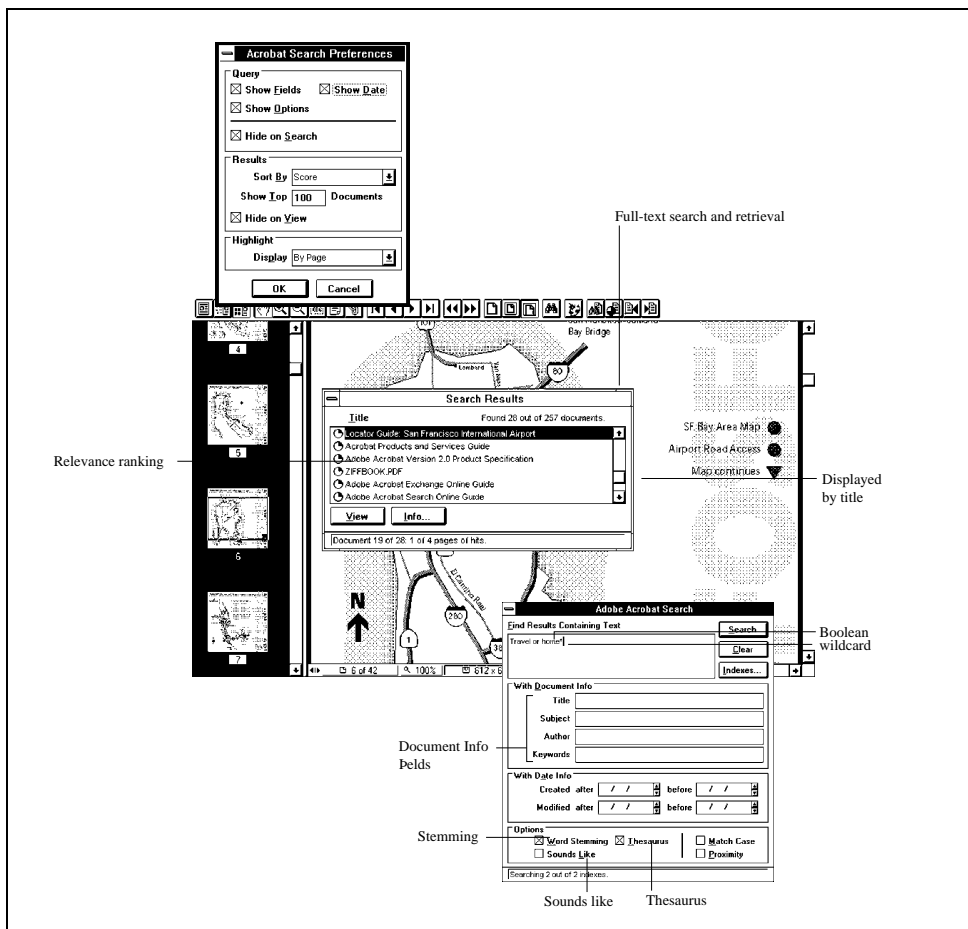 Acrobat Search Preferences
Query
Show Fields Show Date
Show Options
Hide on Search
Results
Sort By Score
Show Top 100 Documents
Hide on View
Highlight
Display By Page
OK Cancel
Full-text search and retrieval
101
Bay Bridge
4
Lombard
80
Search Results
Title Found 28 out of 257 documents.
Locator Guide: San Francisco International Airport
Acrobat Products and Services Guide
Adobe Acrobat Version 2.0 Product Specification
ZIFFBOOK.PDF
Adobe Acrobat Exchange Online Guide
Adobe Acrobat Search Online Guide
View Info...
Document 19 of 28: 1 of 4 pages of hits.
SF Bay Area Map
Airport Road Access
Map continues
5
Relevance ranking
Displayed
by title
6
El Camino Real
N
280
1
7
6 of 42 100% 612 x
Adobe Acrobat Search
Find Results Containing Text
Travel or home*
Search
Clear
Indexes...
Boolean
wildcard
With Document Info
Title
Subject
Author
Keywords
Document Info
Þelds
With Date Info
Created after / / before / /
Modified after / / before / /
Options
Word Stemming Thesaurus Match Case
Sounds Like Proximity
Searching 2 out of 2 indexes.
Stemming
Sounds like Thesaurus